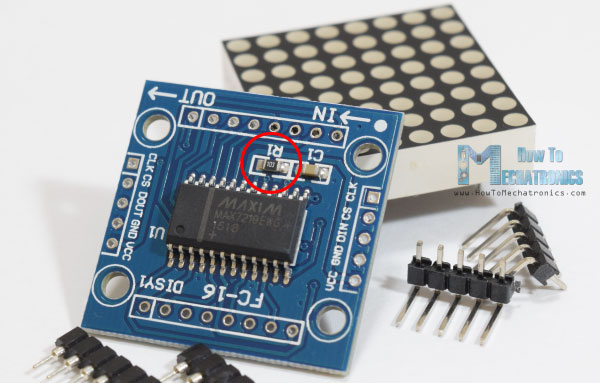 OUT
IN
R1
C1
103
CLK CS DOUT GND VCC
VCC GND DIN CS CLK
MAXIM
U1
FC-16
DISY1
How To
MECHATRONICS
www.HowToMechatronics.com